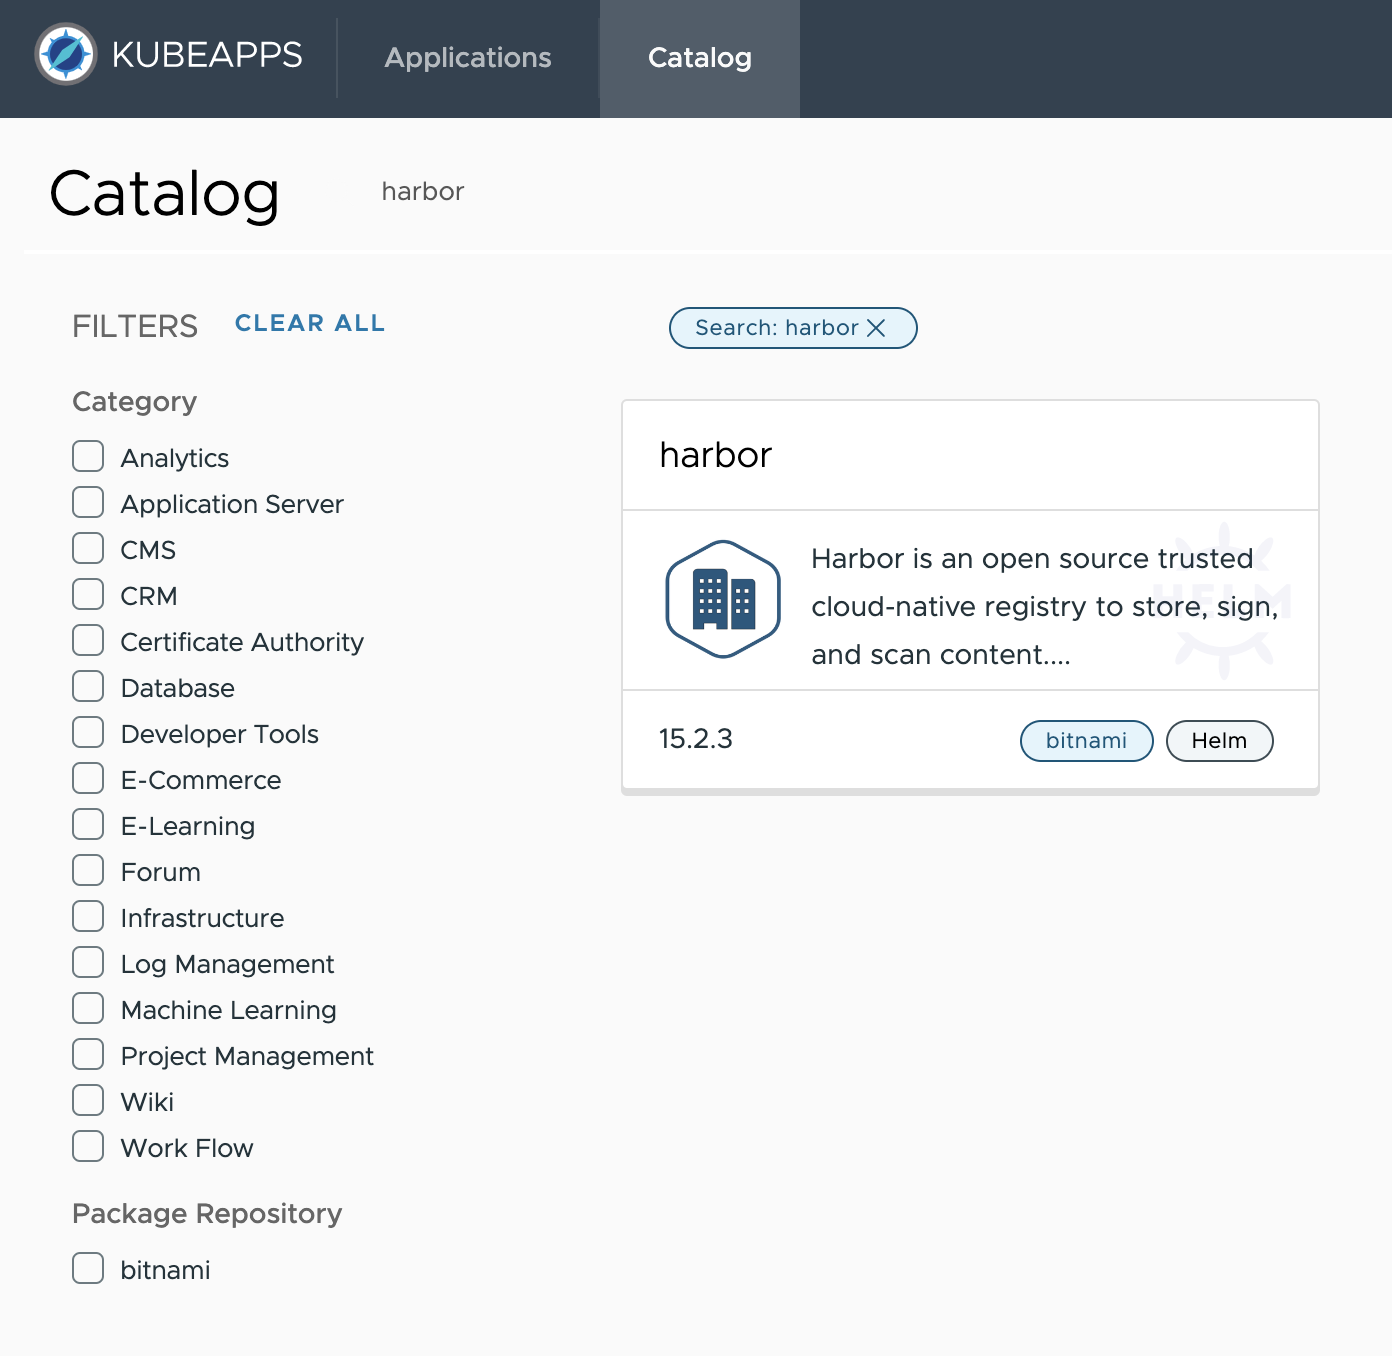 KUBEAPPS
Applications
Catalog
Catalog
harbor
FILTERS
CLEAR ALL
Search: harbor
Category
Analytics
Application Server
CMS
CRM
Certificate Authority
Database
Developer Tools
E-Commerce
E-Learning
Forum
Infrastructure
Log Management
Machine Learning
Project Management
Wiki
Work Flow
Package Repository
bitnami
harbor
Harbor is an open source trusted
cloud-native registry to store, sign,
and scan content....
HELM
15.2.3
bitnami
Helm